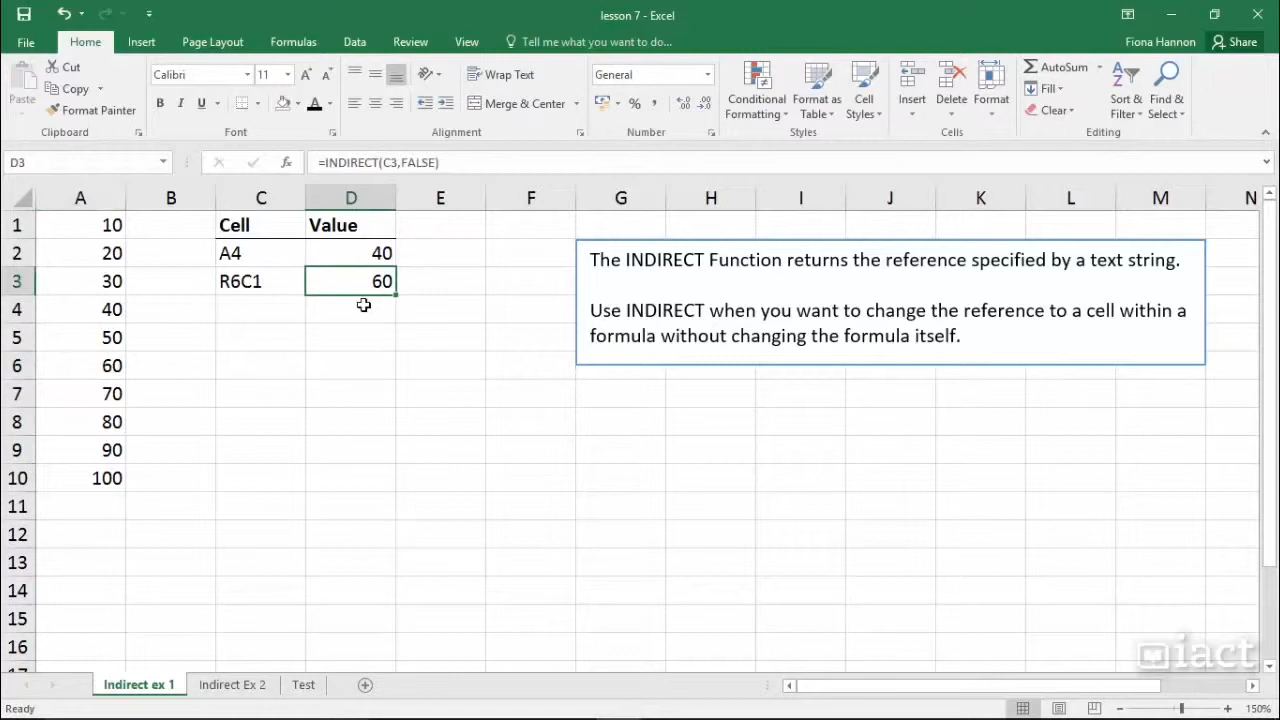 lesson 7 - Excel
File Home Insert Page Layout Formulas Data Review View Tell me what you want to do... Fiona Hannon Share
Paste
Cut
Copy
Format Painter
Clipboard
Calibri 11
B I U
Font
Wrap Text
Merge & Center
Alignment
General
%
Number
Conditional
Formatting
Format as
Table
Cell
Styles
Styles
Insert Delete Format
Cells
AutoSum
Fill
Clear
Sort &
Filter
Find &
Select
Editing
D3 fx =INDIRECT(C3,FALSE)
A B C D E F G H I J K L M N
1 10 Cell Value
2 20 A4 40
3 30 R6C1 60
4 40
5 50
6 60
7 70
8 80
9 90
10 100
11
12
13
14
15
16
17
The INDIRECT Function returns the reference specified by a text string.
Use INDIRECT when you want to change the reference to a cell within a
formula without changing the formula itself.
iact
Indirect ex 1 Indirect Ex 2 Test
Ready 150%